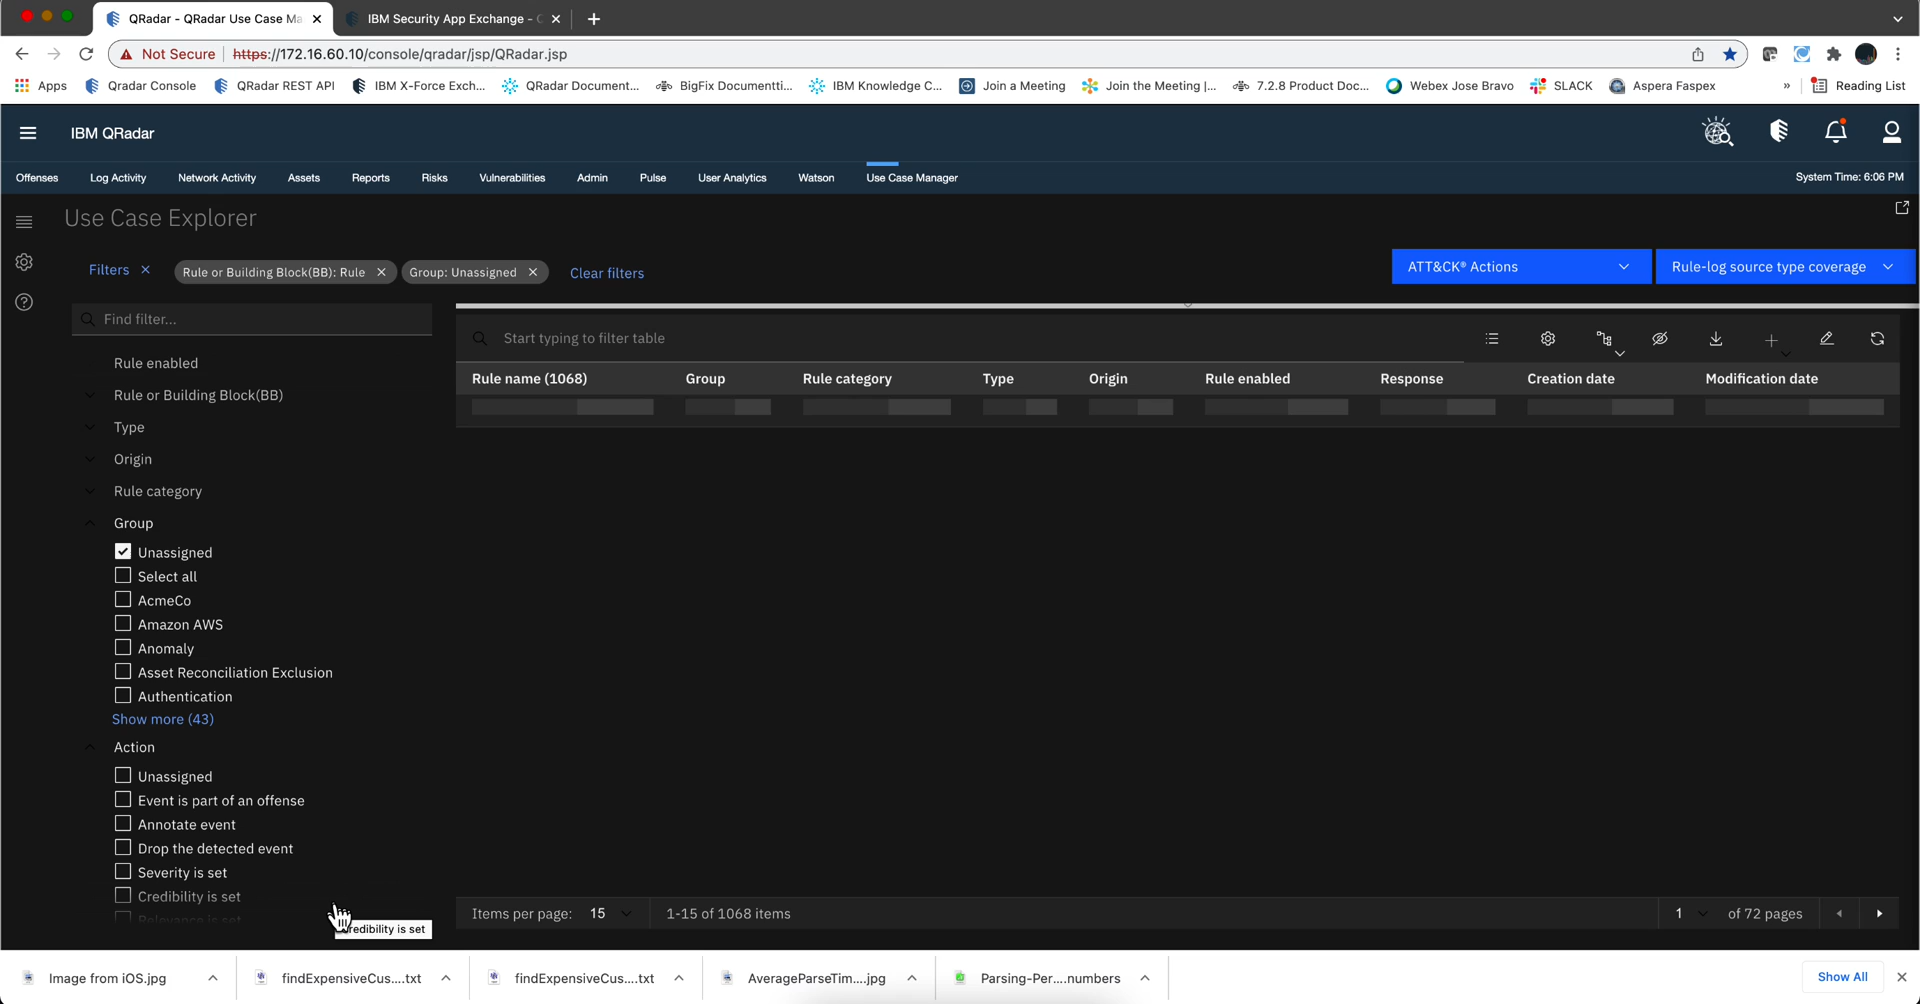 QRadar - QRadar Use Case Ma
IBM Security App Exchange -
Not Secure
https://172.16.60.10/console/qradar/jsp/QRadar.jsp
Apps
Qradar Console
QRadar REST API
IBM X-Force Exch...
QRadar Document...
BigFix Documentti...
IBM Knowledge C...
Join a Meeting
Join the Meeting |...
7.2.8 Product Doc...
Webex Jose Bravo
SLACK
Aspera Faspex
»
Reading List
IBM QRadar
Offenses
Log Activity
Network Activity
Assets
Reports
Risks
Vulnerabilities
Admin
Pulse
User Analytics
Watson
Use Case Manager
System Time: 6:06 PM
Use Case Explorer
Filters
Rule or Building Block(BB): Rule
Group: Unassigned
Clear filters
ATT&CK® Actions
Rule-log source type coverage
Find filter...
Start typing to filter table
Rule enabled
Rule or Building Block(BB)
Type
Origin
Rule category
Group
Unassigned
Select all
AcmeCo
Amazon AWS
Anomaly
Asset Reconciliation Exclusion
Authentication
Show more (43)
Action
Unassigned
Event is part of an offense
Annotate event
Drop the detected event
Severity is set
Credibility is set
Relevance is set
redibility is set
Rule name (1068)
Group
Rule category
Type
Origin
Rule enabled
Response
Creation date
Modification date
Items per page: 15
1-15 of 1068 items
1
of 72 pages
Image from iOS.jpg
findExpensiveCus....txt
findExpensiveCus....txt
AverageParseTim....jpg
Parsing-Per....numbers
Show All